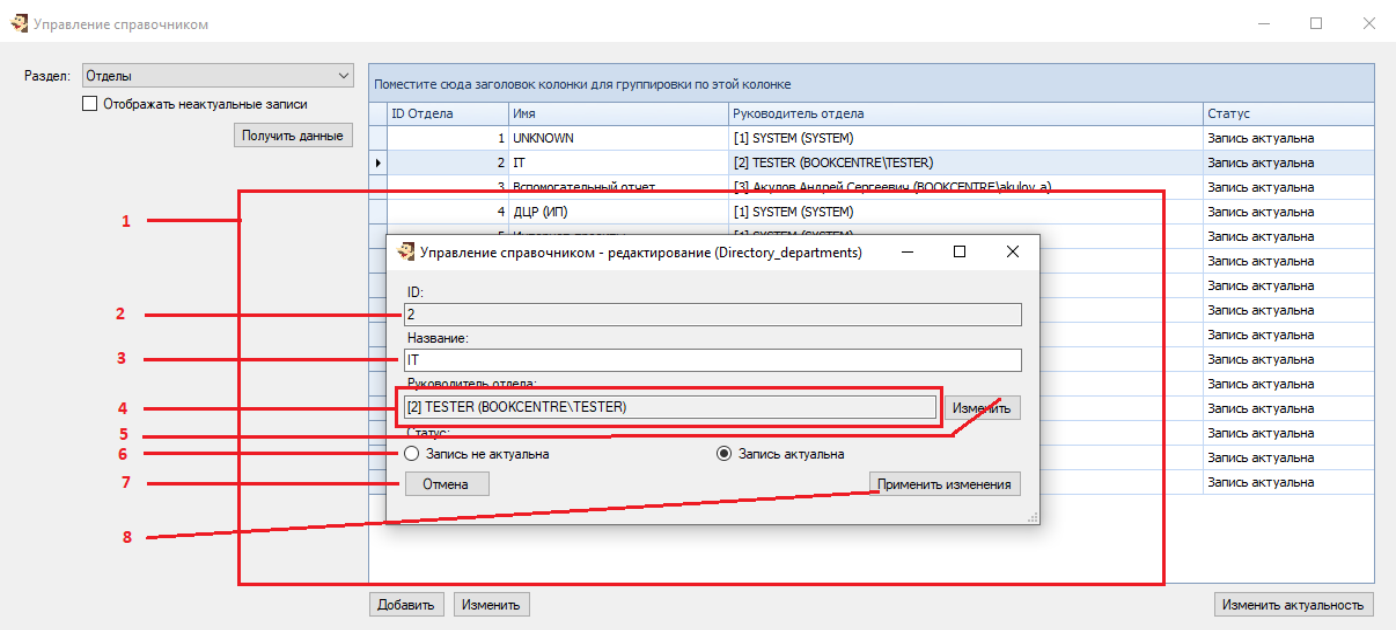 Управление справочником
Раздел: Отделы
Отображать неактуальные записи
Получить данные
Поместите сюда заголовок колонки для группировки по этой колонке
ID Отдела Имя Руководитель отдела Статус
1 UNKNOWN [1] SYSTEM (SYSTEM) Запись актуальна
2 IT [2] TESTER (BOOKCENTRE\TESTER) Запись актуальна
3 Вспомогательный отчет [3] Акулов Андрей Сергеевич (BOOKCENTRE\akulov_a) Запись актуальна
4 ДЦР (ИП) [1] SYSTEM (SYSTEM) Запись актуальна
5 [1] SYSTEM (SYSTEM) Запись актуальна
Запись актуальна
Запись актуальна
Запись актуальна
Запись актуальна
Запись актуальна
Запись актуальна
Запись актуальна
Запись актуальна
Запись актуальна
Запись актуальна
Управление справочником - редактирование (Directory_departments)
ID:
2
Название:
IT
Руководитель отдела:
[2] TESTER (BOOKCENTRE\TESTER)
Изменить
Статус:
Запись не актуальна
Запись актуальна
Отмена
Применить изменения
1
2
3
4
5
6
7
8
Добавить
Изменить
Изменить актуальность